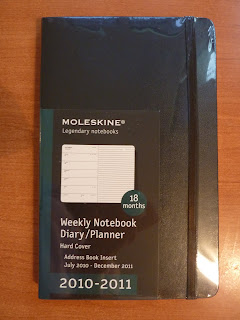 MOLESKINE®
Legendary notebooks
18
months
Weekly Notebook
Diary/Planner
Hard Cover
Address Book Insert
July 2010 - December 2011
2010-2011